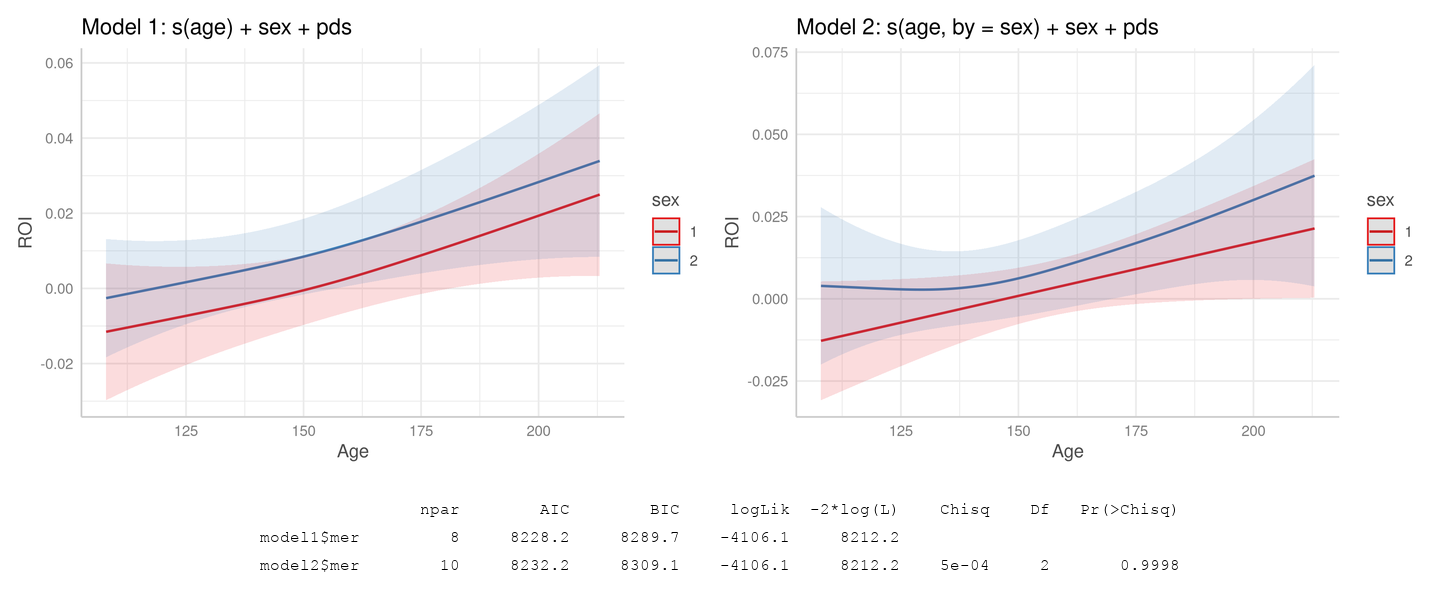 Model 1: s(age) + sex + pds
0.06
0.04
0.02
0.00
-0.02
ROI
125 150 175 200
Age
sex
1
2
Model 2: s(age, by = sex) + sex + pds
0.075
0.050
0.025
0.000
-0.025
ROI
125 150 175 200
Age
sex
1
2
npar AIC BIC logLik -2*log(L) Chisq Df Pr(>Chisq)
model1$mer 8 8228.2 8289.7 -4106.1 8212.2
model2$mer 10 8232.2 8309.1 -4106.1 8212.2 5e-04 2 0.9998